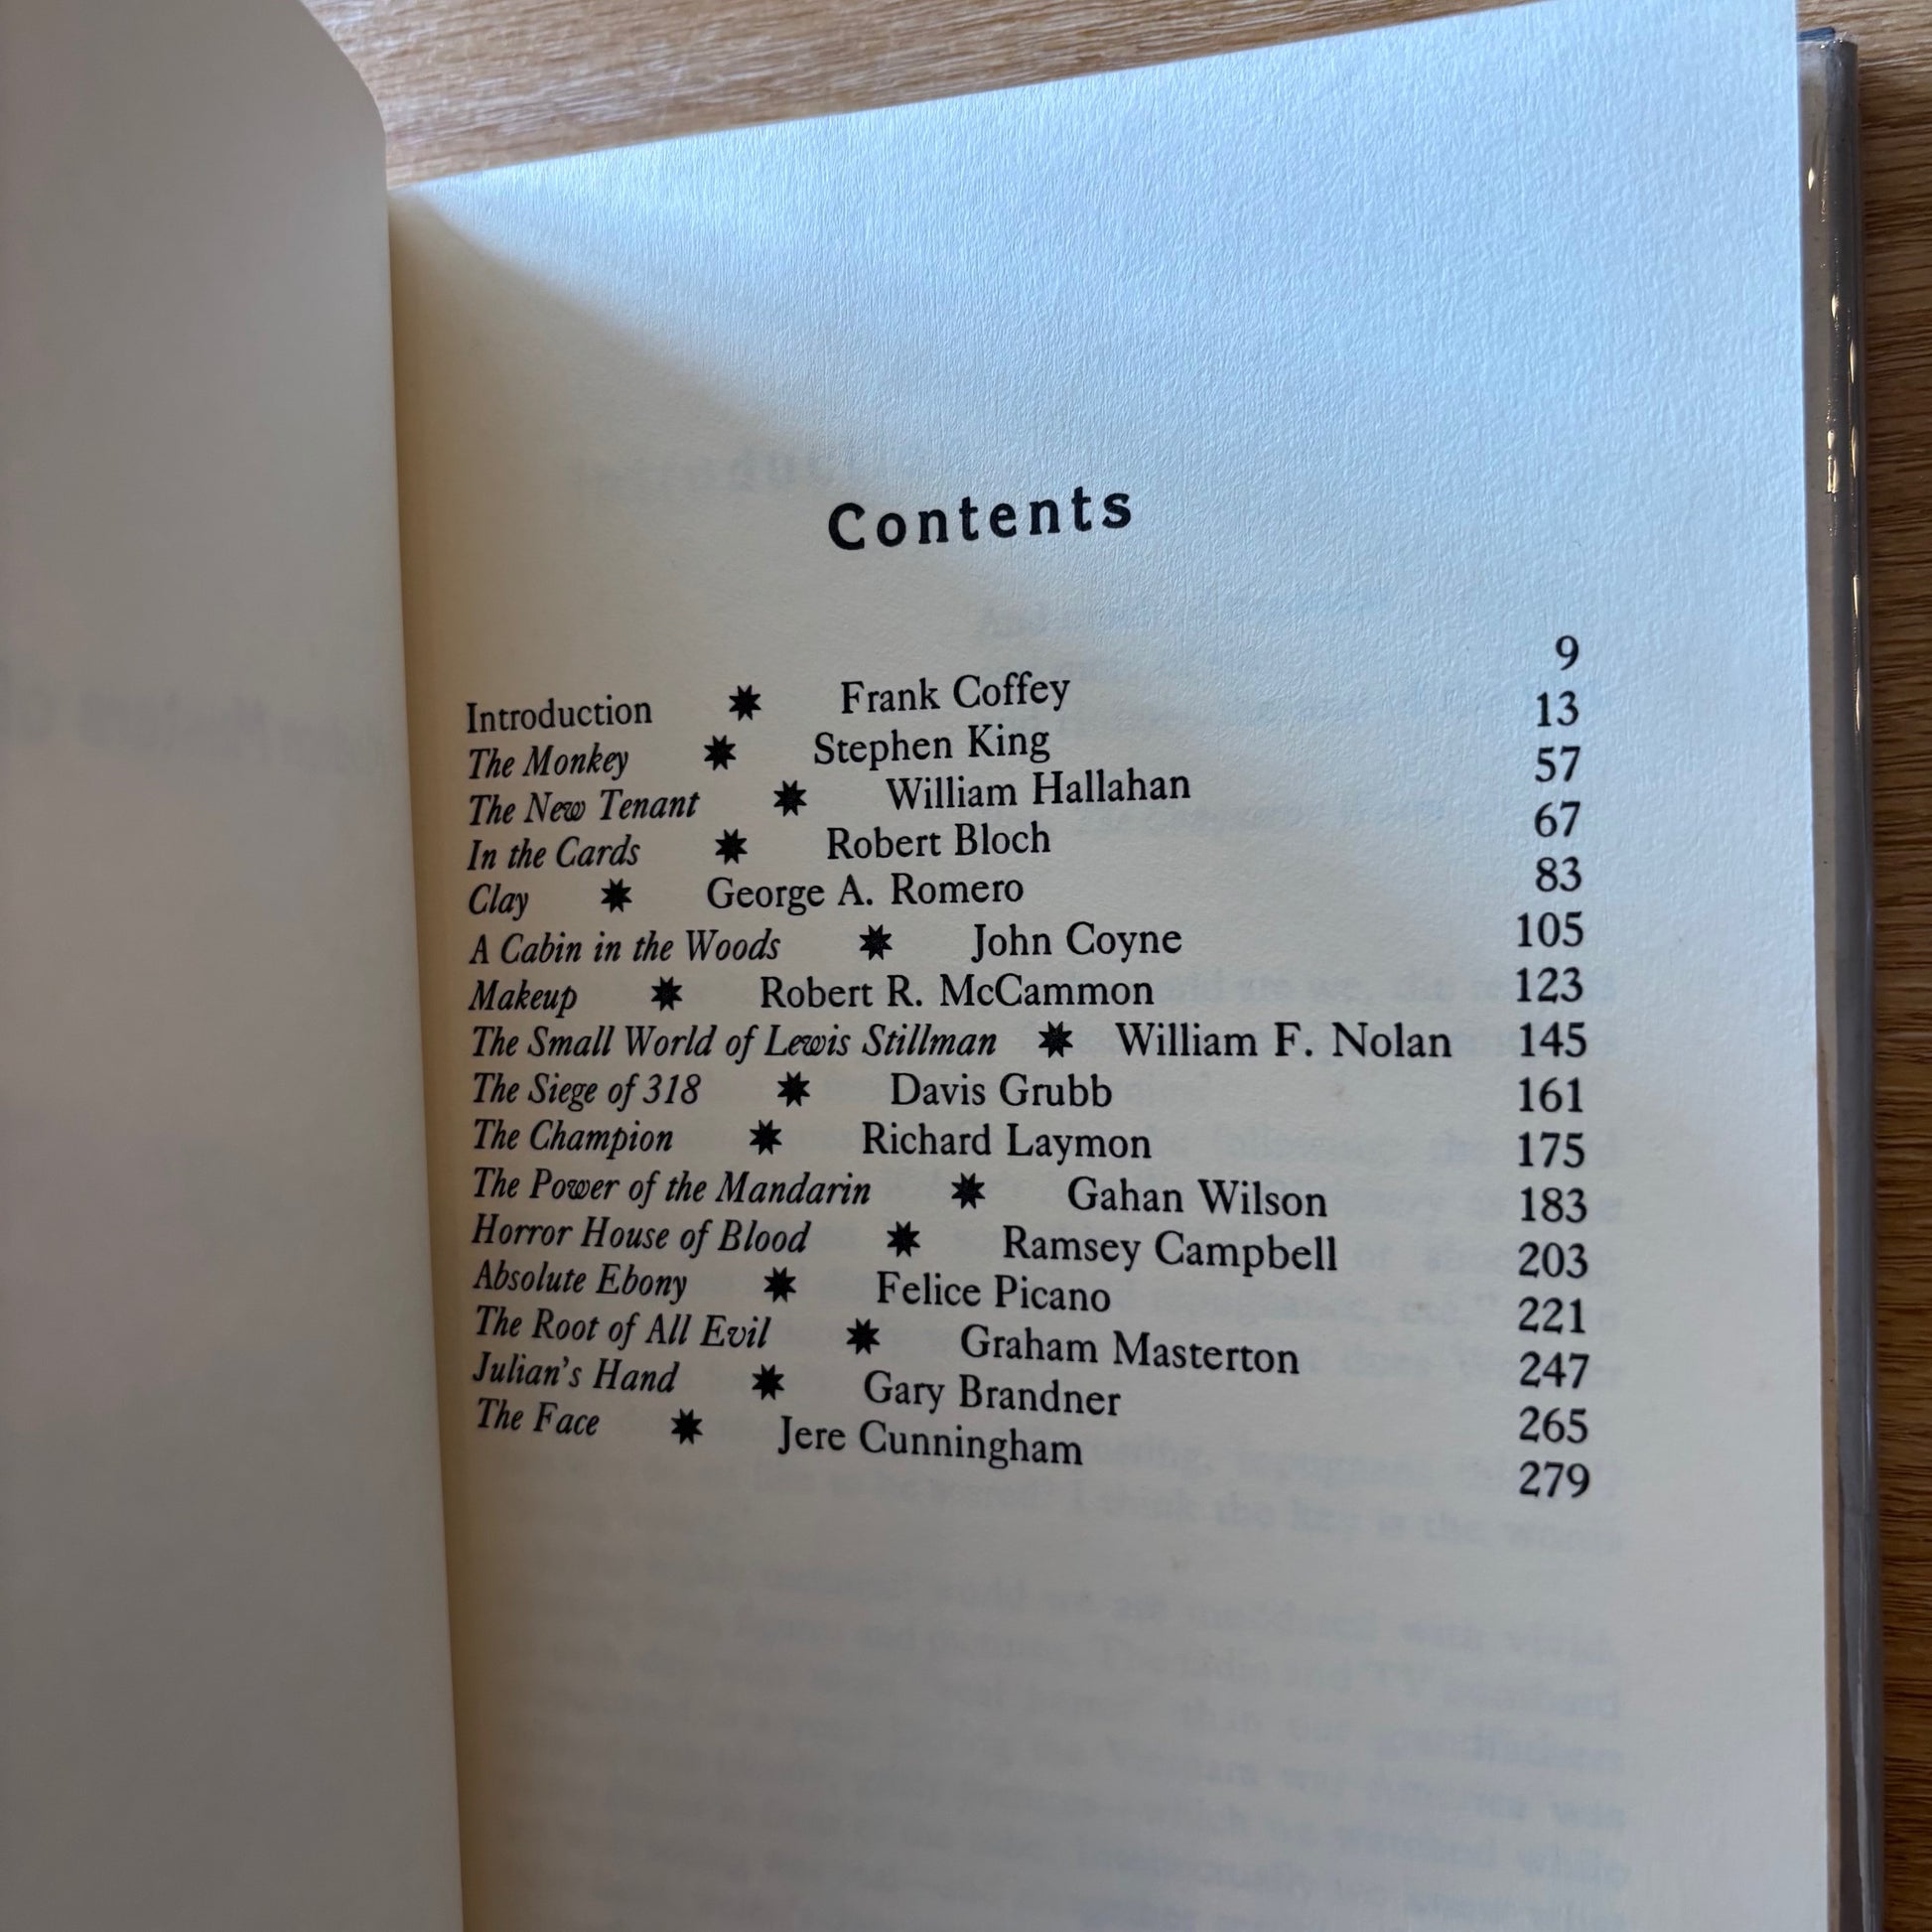 Contents
Introduction ✷ Frank Coffey 9
The Monkey ✷ Stephen King 13
The New Tenant ✷ William Hallahan 57
In the Cards ✷ Robert Bloch 67
Clay ✷ George A. Romero 83
A Cabin in the Woods ✷ John Coyne 105
Makeup ✷ Robert R. McCammon 123
The Small World of Lewis Stillman ✷ William F. Nolan 145
The Siege of 318 ✷ Davis Grubb 161
The Champion ✷ Richard Laymon 175
The Power of the Mandarin ✷ Gahan Wilson 183
Horror House of Blood ✷ Ramsey Campbell 203
Absolute Ebony ✷ Felice Picano 221
The Root of All Evil ✷ Graham Masterton 247
Julian's Hand ✷ Gary Brandner 265
The Face ✷ Jere Cunningham 279